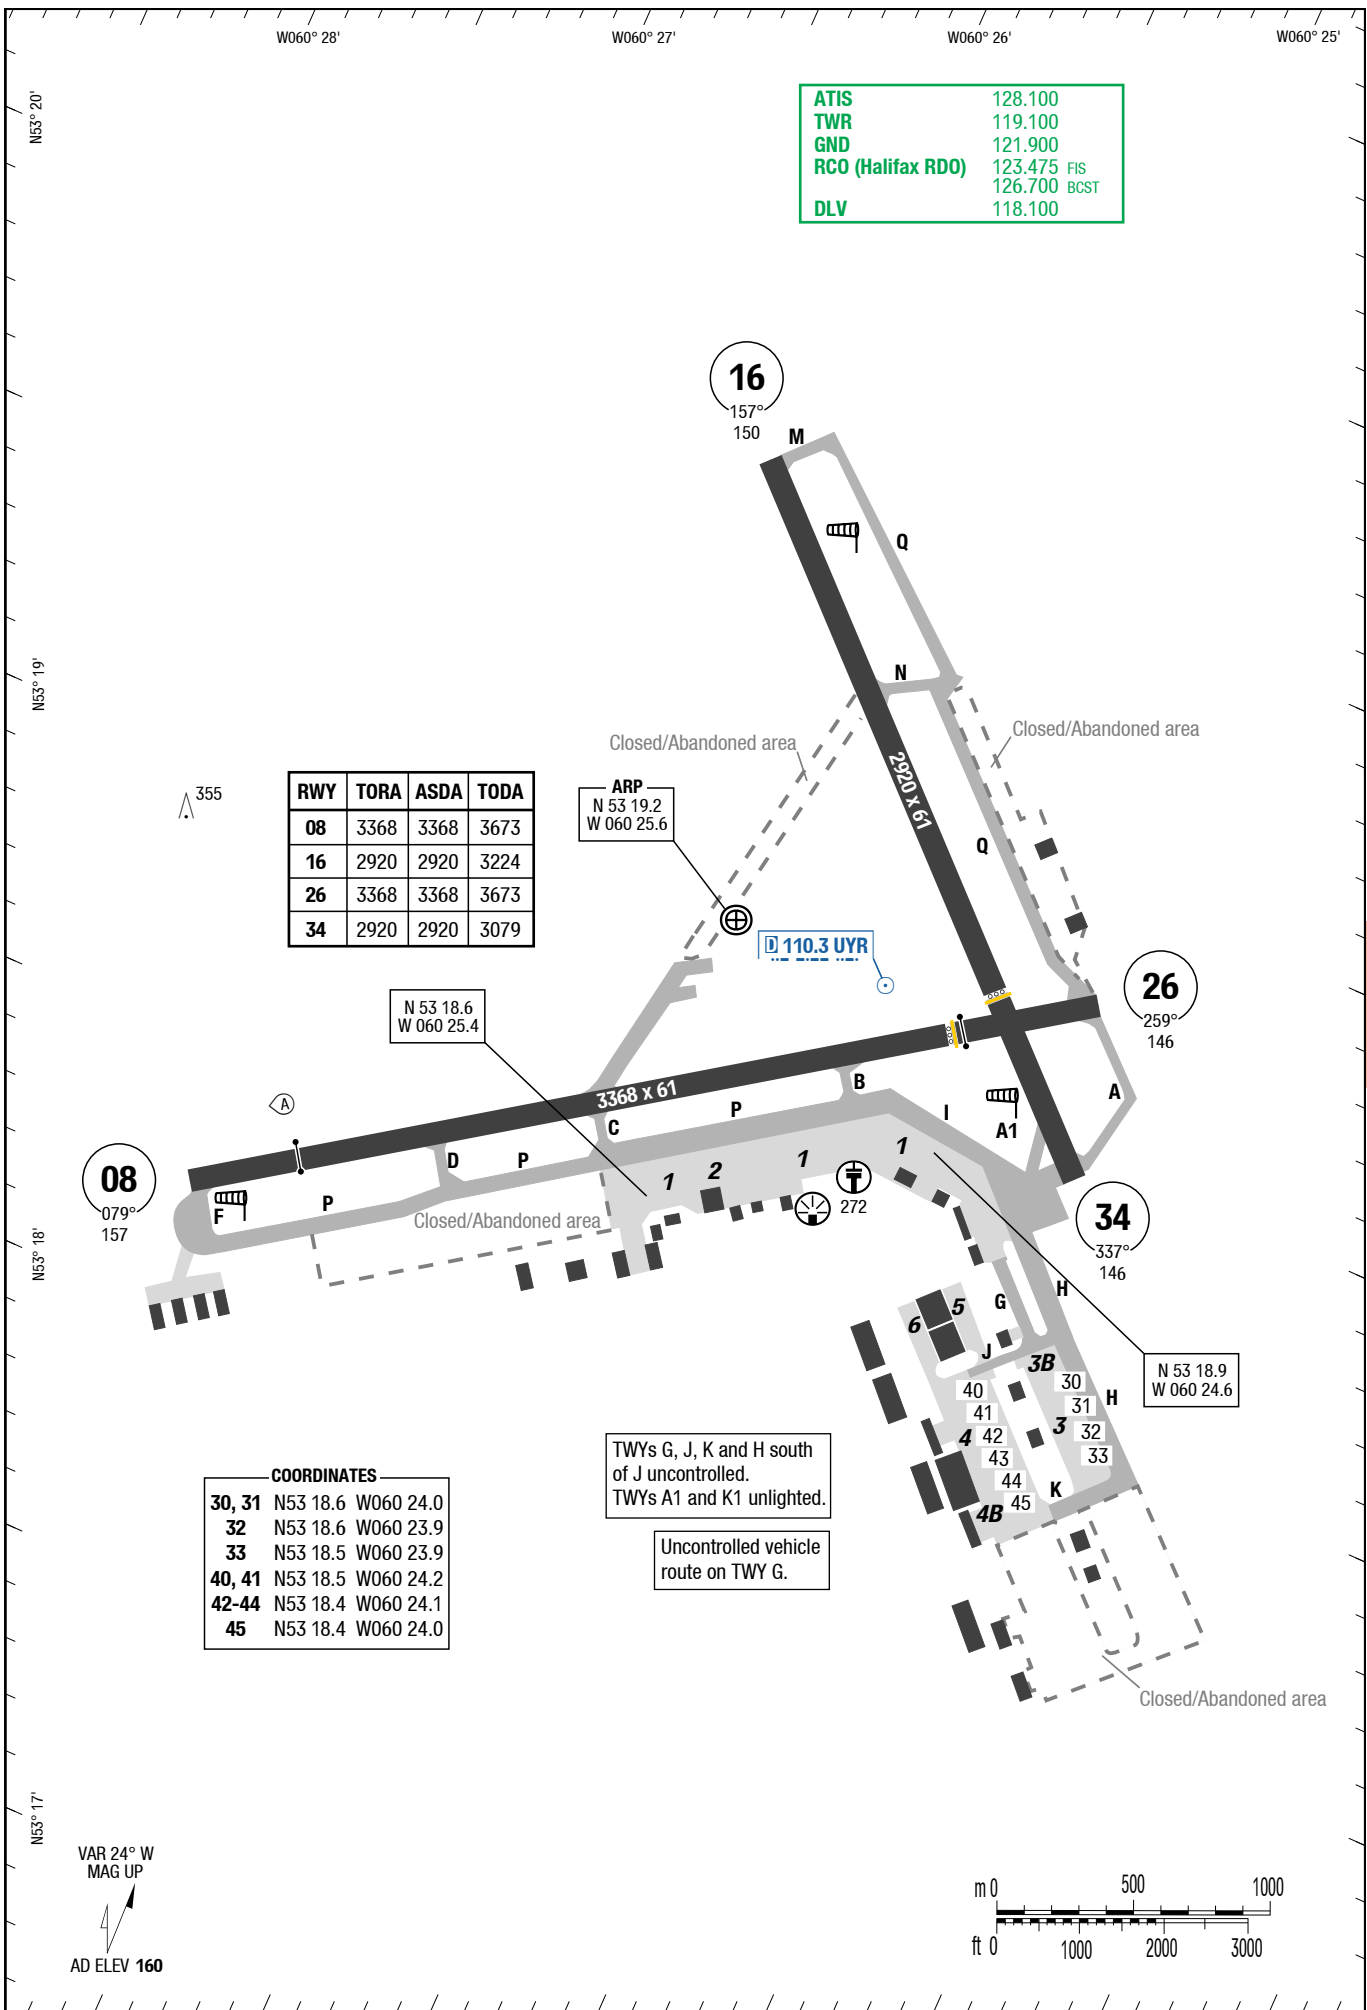 W060° 28'
W060° 27'
W060° 26'
W060° 25'
N53° 20'
ATIS 128.100
TWR 119.100
GND 121.900
RCO (Halifax RDO) 123.475 FIS
126.700 BCST
DLV 118.100
16
157°
150
M
Q
N
N53° 19'
Closed/Abandoned area
Closed/Abandoned area
2920 x 61
355
RWY TORA ASDA TODA
08 3368 3368 3673
16 2920 2920 3224
26 3368 3368 3673
34 2920 2920 3079
ARP
N 53 19.2
W 060 25.6
Q
D 110.3 UYR
26
259°
146
N 53 18.6
W 060 25.4
A
3368 x 61
B
P
I
A1
A
C
D
P
1
2
1
1
08
079°
157
F
P
Closed/Abandoned area
272
34
337°
146
N53° 18'
G
H
5
6
J
3B
N 53 18.9
W 060 24.6
40
30
H
41
31
4
42
3
32
43
33
44
K
45
4B
TWYs G, J, K and H south
of J uncontrolled.
TWYs A1 and K1 unlighted.
Uncontrolled vehicle
route on TWY G.
COORDINATES
30, 31 N53 18.6 W060 24.0
32 N53 18.6 W060 23.9
33 N53 18.5 W060 23.9
40, 41 N53 18.5 W060 24.2
42-44 N53 18.4 W060 24.1
45 N53 18.4 W060 24.0
Closed/Abandoned area
N53° 17'
VAR 24° W
MAG UP
AD ELEV 160
m 0 500 1000
ft 0 1000 2000 3000